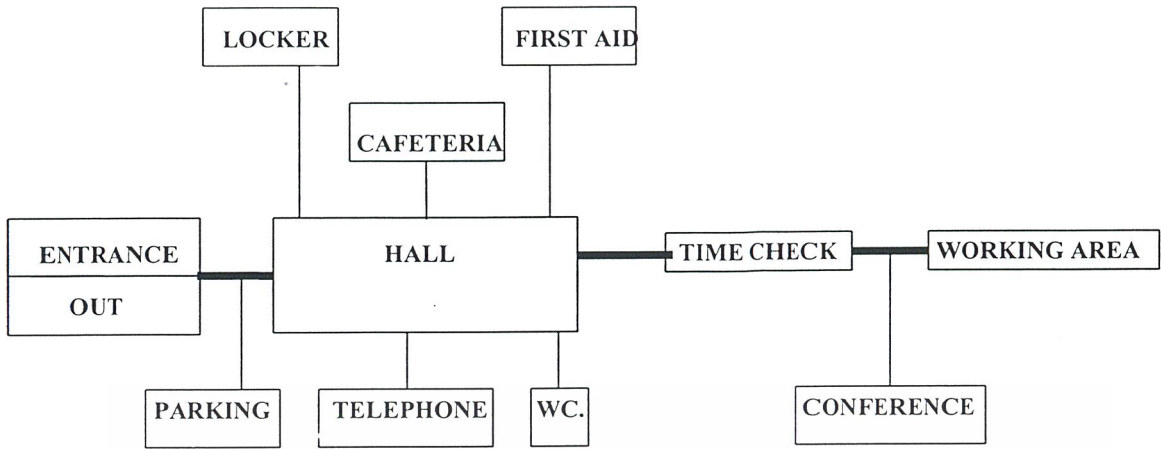 LOCKER
FIRST AID
CAFETERIA
ENTRANCE
OUT
HALL
TIME CHECK
WORKING AREA
PARKING
TELEPHONE
WC.
CONFERENCE